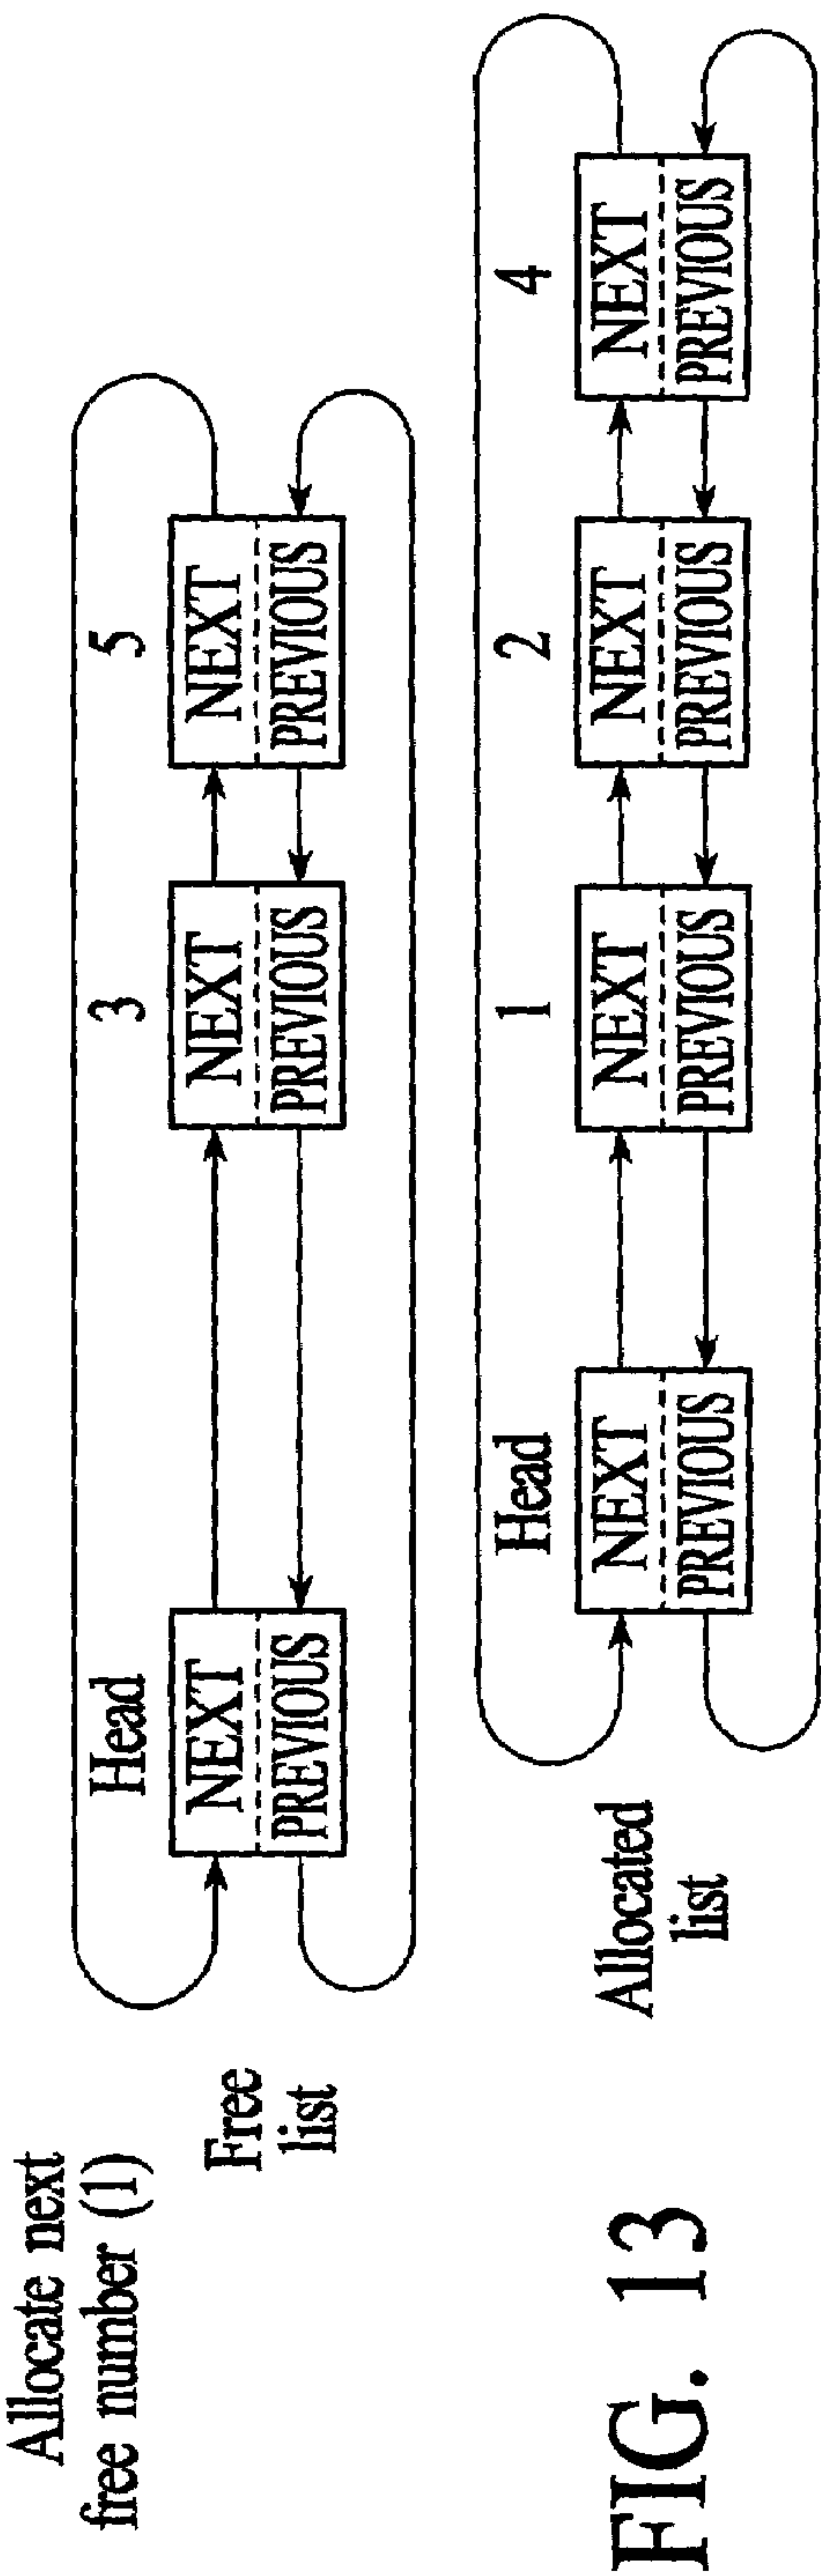 Allocate next
free number (1)
Free
list
Head
NEXT
PREVIOUS
3
NEXT
PREVIOUS
5
NEXT
PREVIOUS
Allocated
list
Head
NEXT
PREVIOUS
1
NEXT
PREVIOUS
2
NEXT
PREVIOUS
4
NEXT
PREVIOUS
FIG. 13